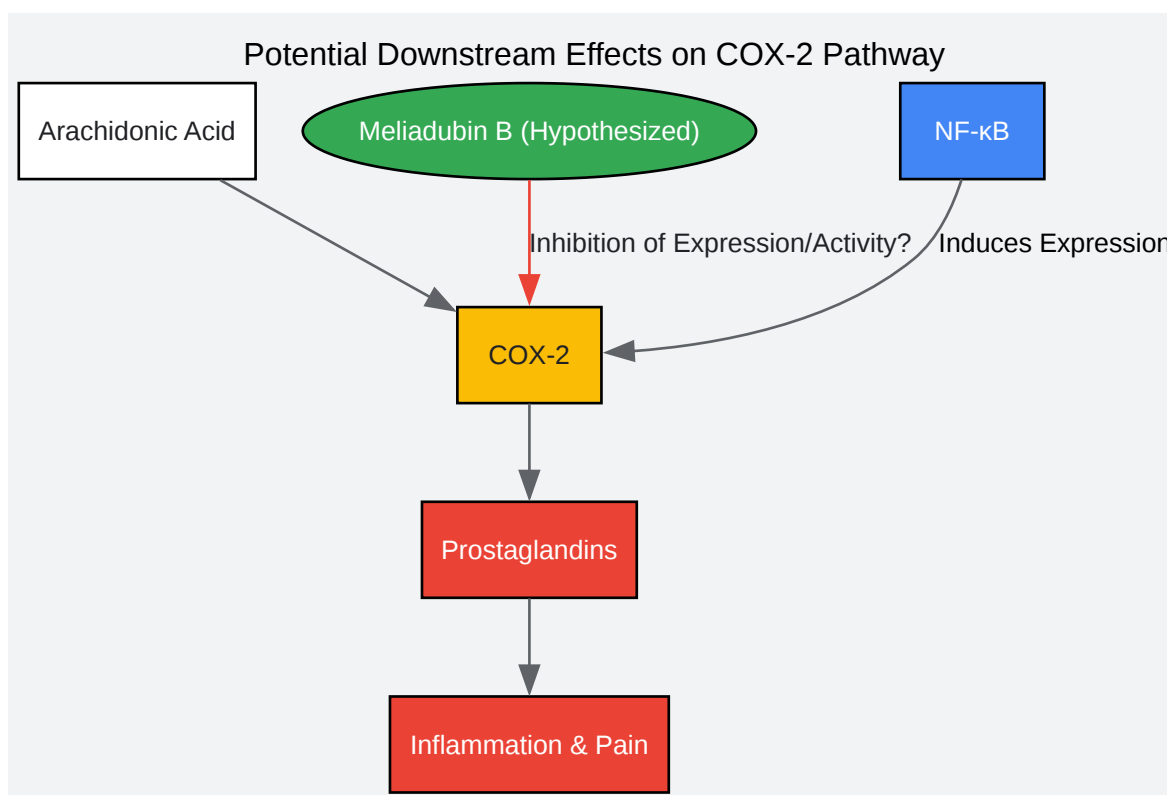 Potential Downstream Effects on COX-2 Pathway
Arachidonic Acid
Meliadubin B (Hypothesized)
NF-κB
Inhibition of Expression/Activity?
Induces Expression
COX-2
Prostaglandins
Inflammation & Pain